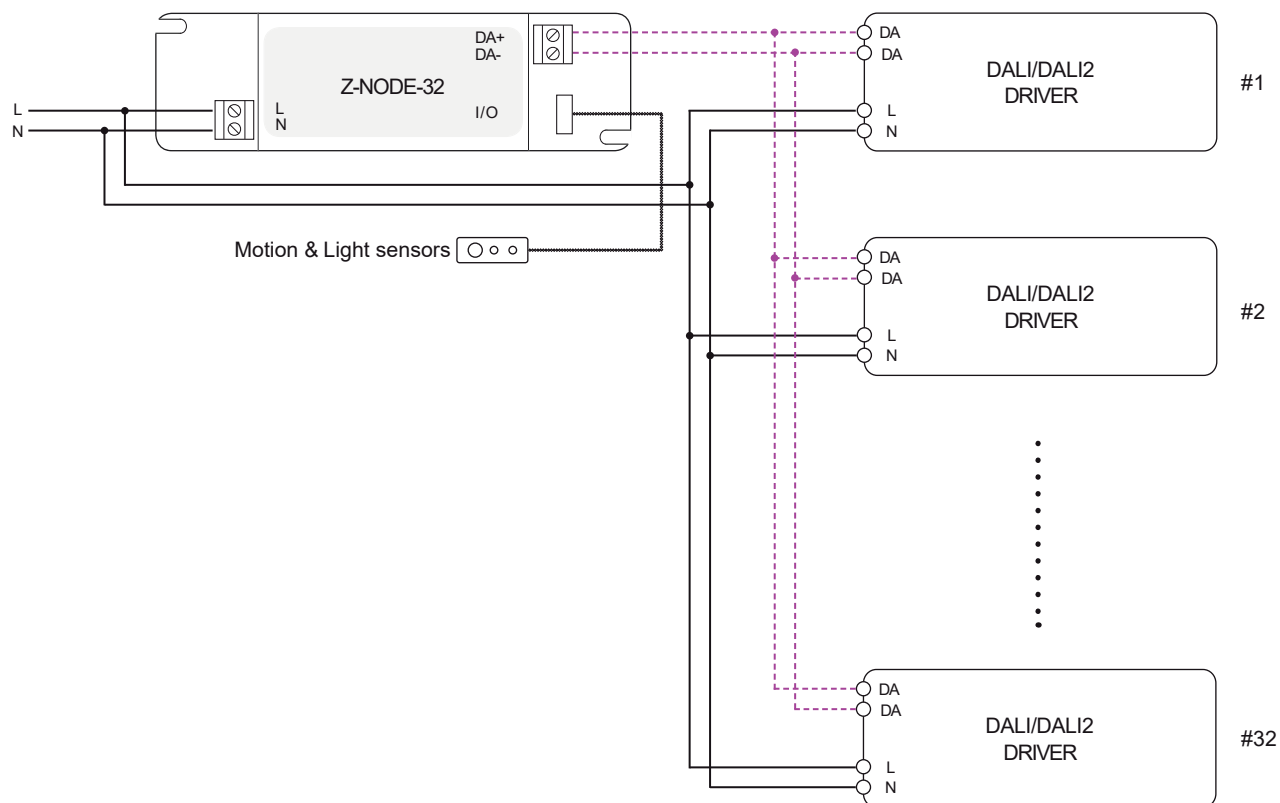 DA+
DA-
Z-NODE-32
L
N
I/O
L
N
Motion & Light sensors
DA
DA
DALI/DALI2
DRIVER
L
N
#1
DA
DA
DALI/DALI2
DRIVER
L
N
#2
DA
DA
DALI/DALI2
DRIVER
L
N
#32